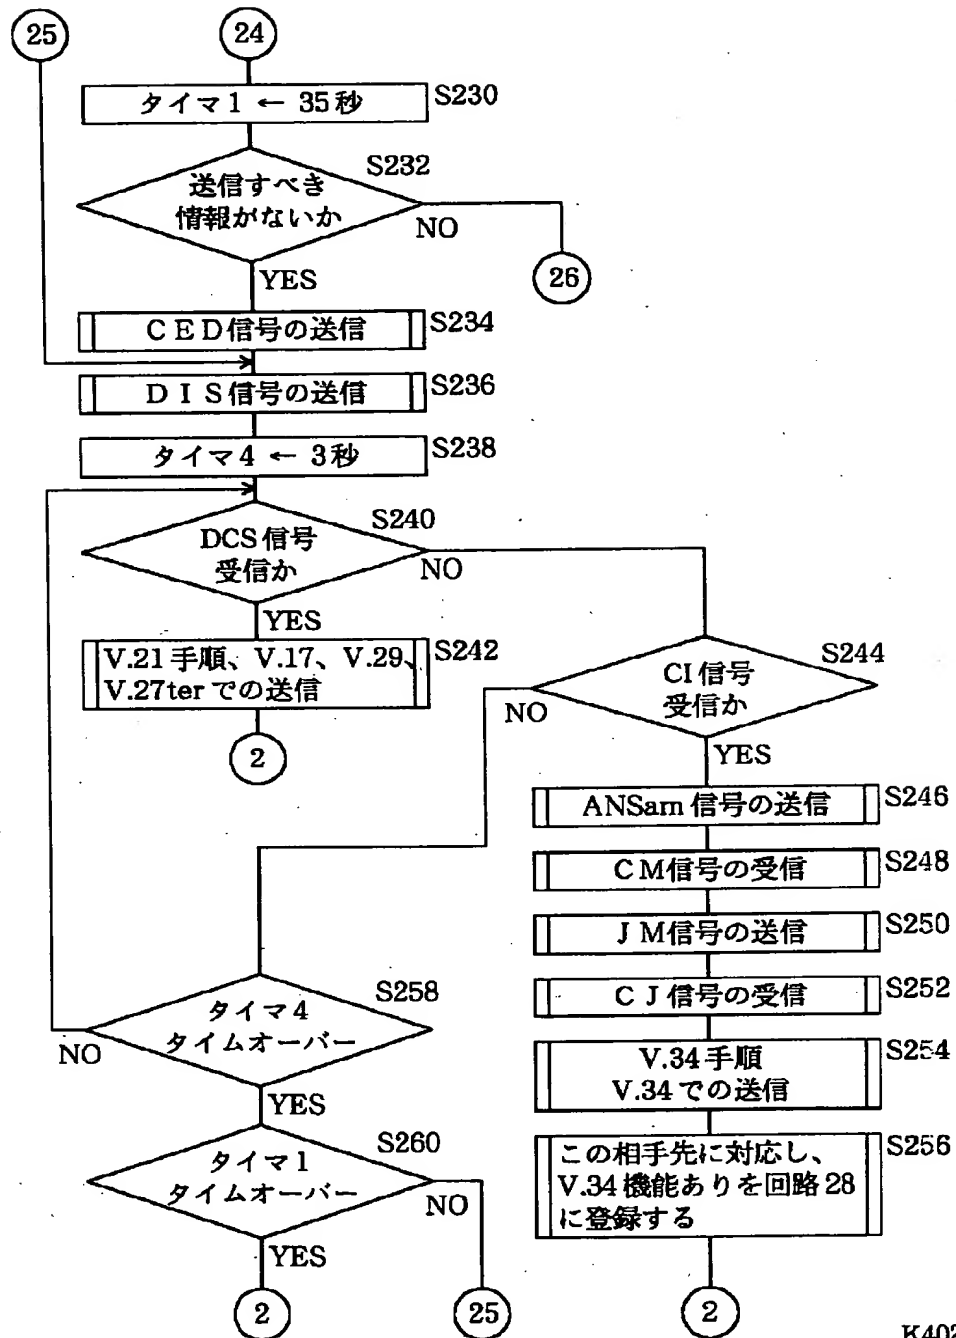 25
24
タイマ1 ← 35秒
S230
S232
送信すべき
情報がないか
NO
26
YES
CED信号の送信
S234
DIS信号の送信
S236
タイマ4 ← 3秒
S238
S240
DCS信号
受信か
NO
YES
V.21手順、V.17、V.29、
V.27terでの送信
S242
2
S244
CI信号
受信か
NO
YES
ANSam信号の送信
S246
CM信号の受信
S248
JM信号の送信
S250
CJ信号の受信
S252
V.34手順
V.34での送信
S254
この相手先に対応し、
V.34機能ありを回路28
に登録する
S256
2
S258
タイマ4
タイムオーバー
NO
YES
S260
タイマ1
タイムオーバー
NO
YES
2
25
K402